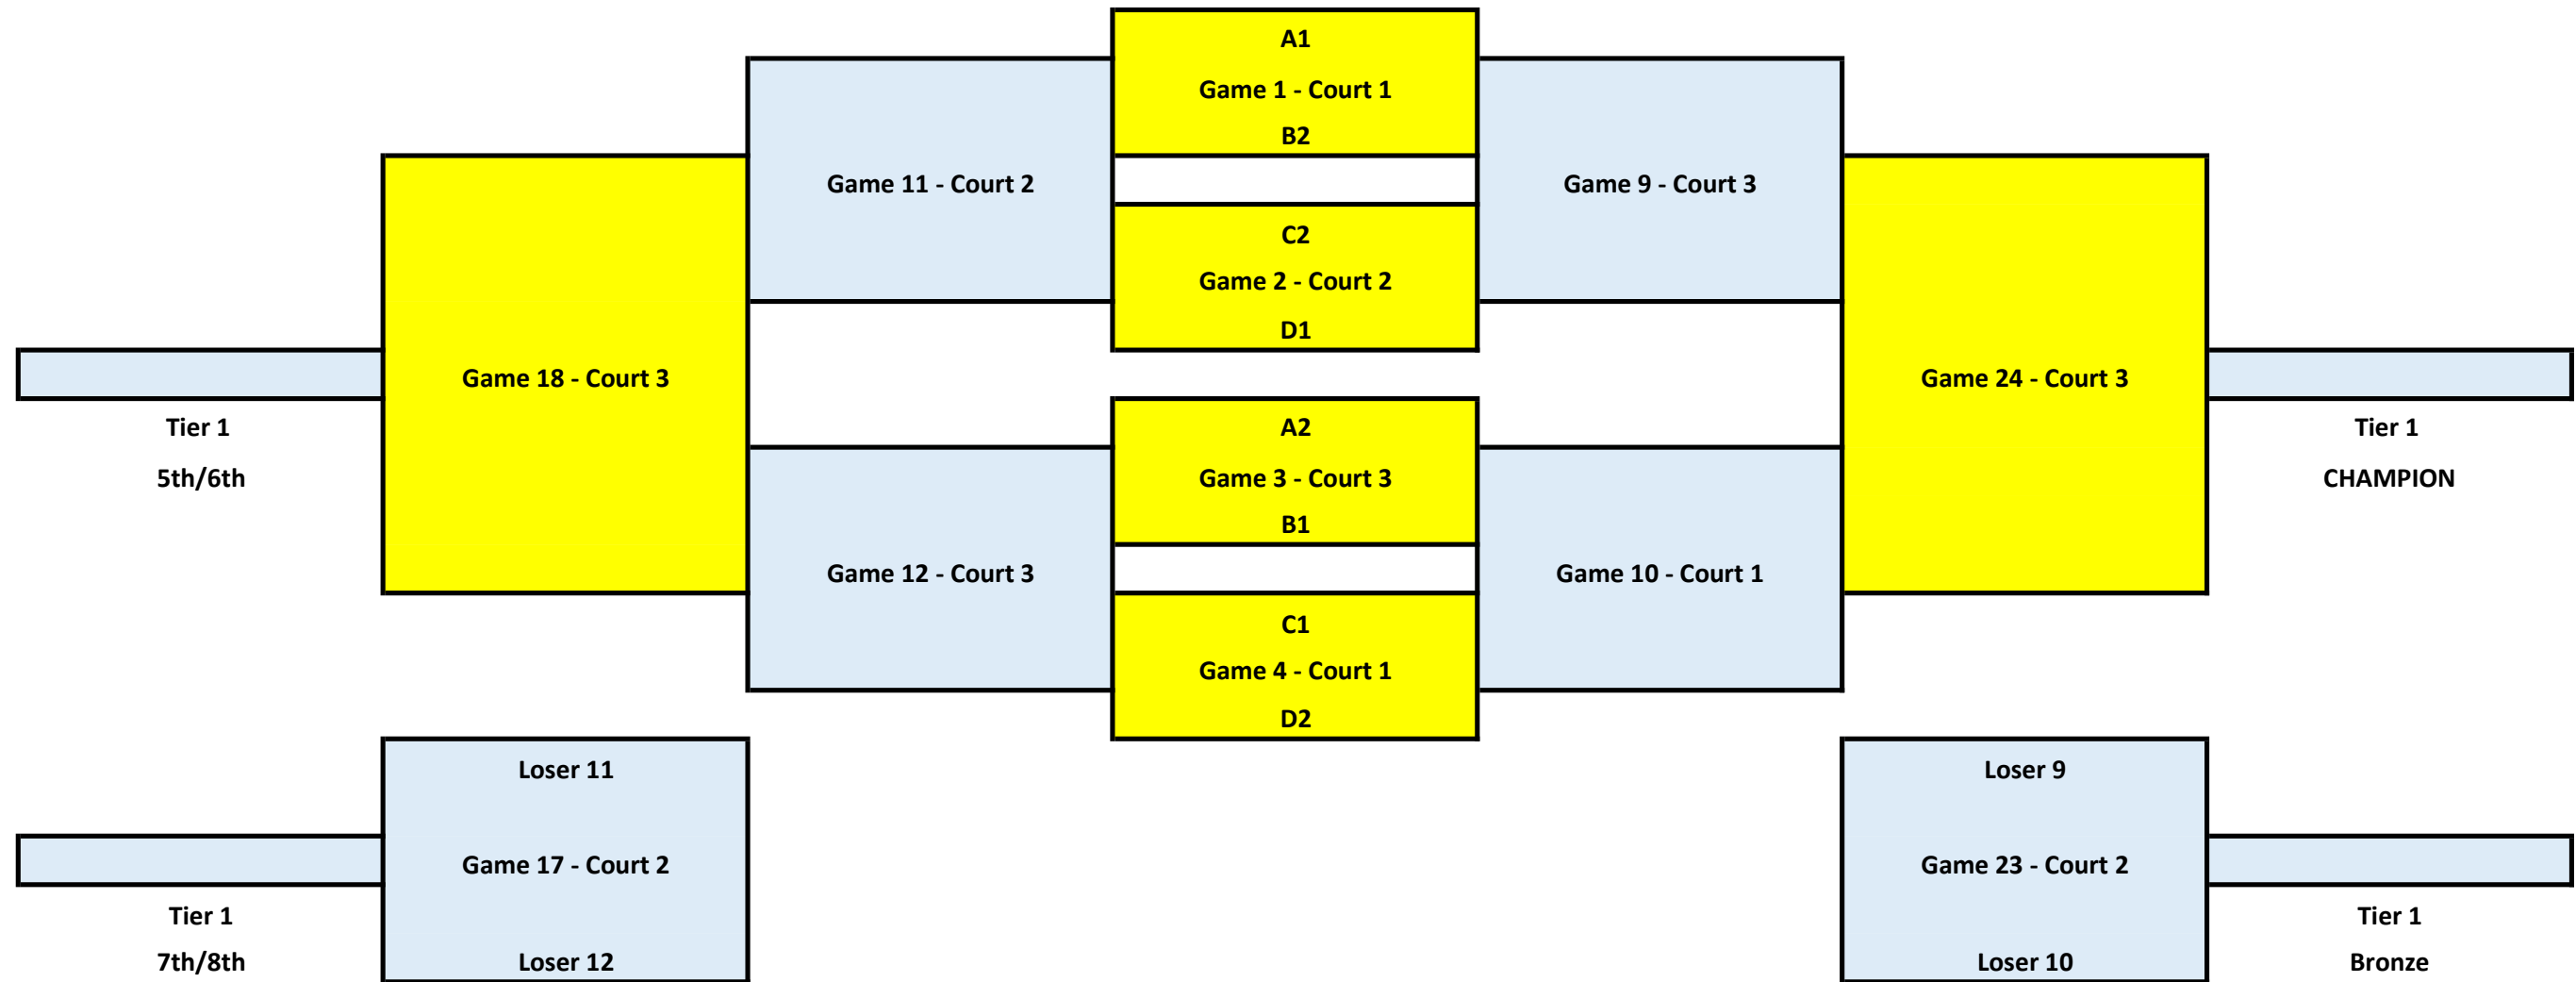 A1
Game 1 - Court 1
B2
Game 11 - Court 2
Game 9 - Court 3
C2
Game 2 - Court 2
D1
Game 18 - Court 3
Game 24 - Court 3
Tier 1
5th/6th
A2
Game 3 - Court 3
B1
Tier 1
CHAMPION
Game 12 - Court 3
Game 10 - Court 1
C1
Game 4 - Court 1
D2
Loser 11
Game 17 - Court 2
Loser 12
Tier 1
7th/8th
Loser 9
Game 23 - Court 2
Loser 10
Tier 1
Bronze